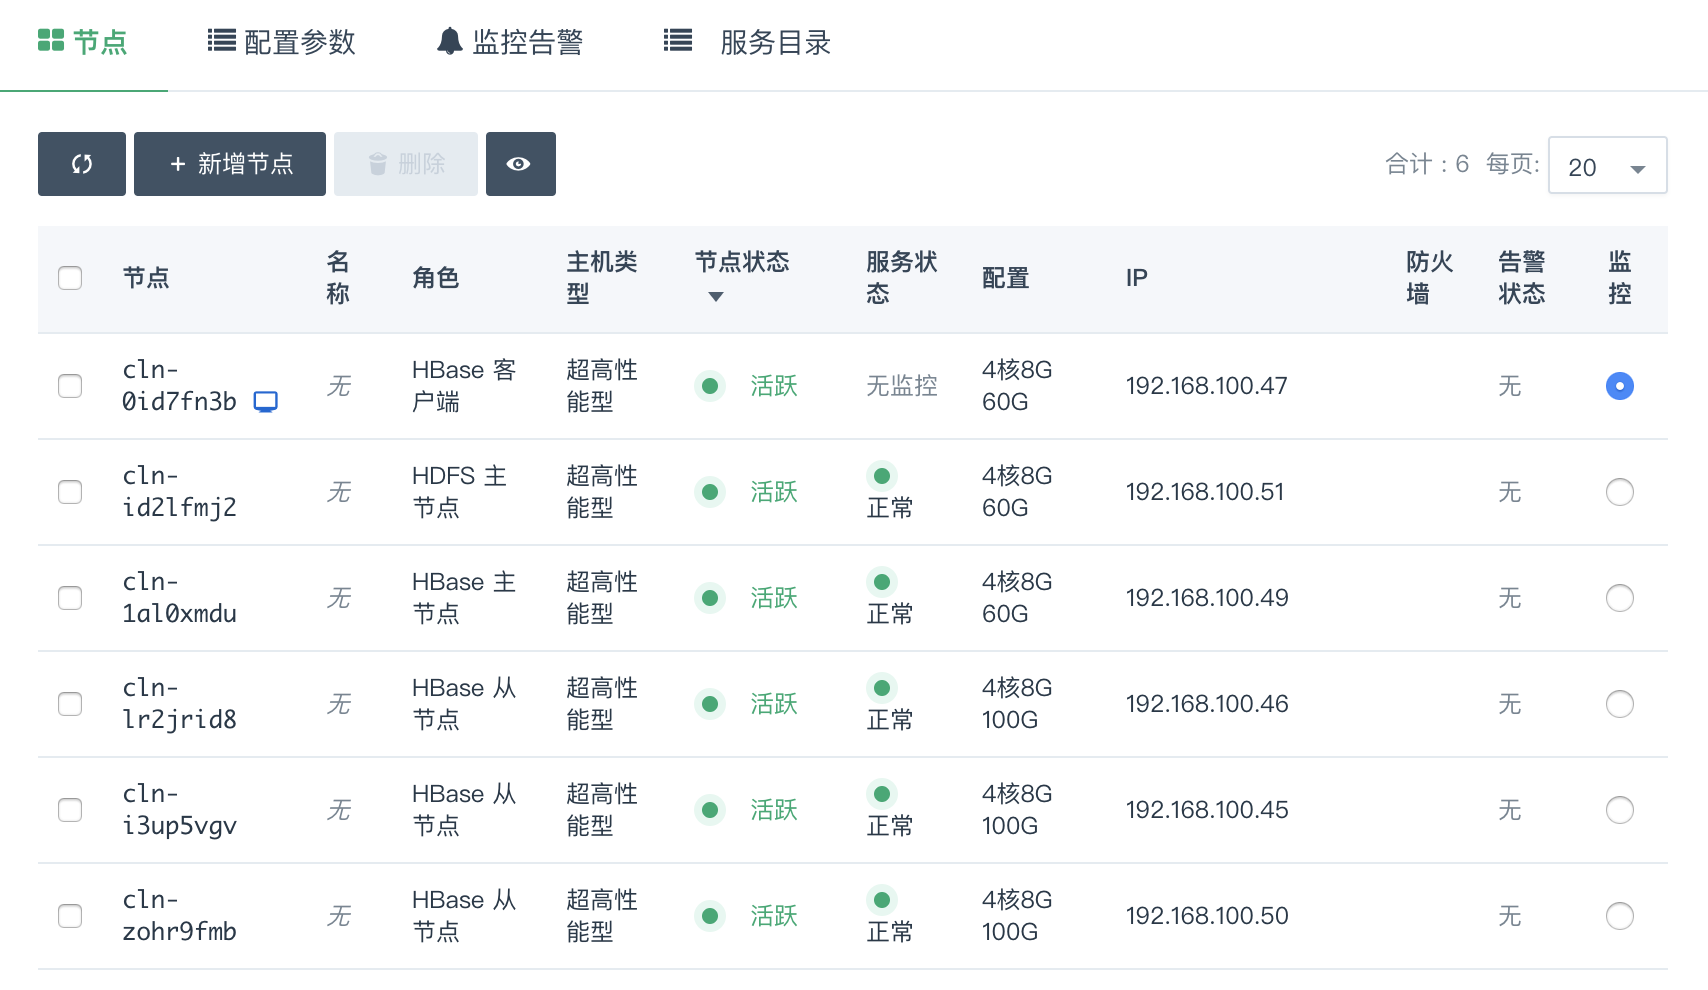 节点 配置参数 监控告警 服务目录
+ 新增节点 删除 合计：6 每页: 20
节点 名称 角色 主机类型 节点状态 服务状态 配置 IP 防火墙 告警状态 监控
cln-0id7fn3b 无 HBase 客户端 超高性能型 活跃 无监控 4核8G 60G 192.168.100.47 无
cln-id2lfmj2 无 HDFS 主节点 超高性能型 活跃 正常 4核8G 60G 192.168.100.51 无
cln-1al0xmdu 无 HBase 主节点 超高性能型 活跃 正常 4核8G 60G 192.168.100.49 无
cln-lr2jrid8 无 HBase 从节点 超高性能型 活跃 正常 4核8G 100G 192.168.100.46 无
cln-i3up5vgv 无 HBase 从节点 超高性能型 活跃 正常 4核8G 100G 192.168.100.45 无
cln-zohr9fmb 无 HBase 从节点 超高性能型 活跃 正常 4核8G 100G 192.168.100.50 无